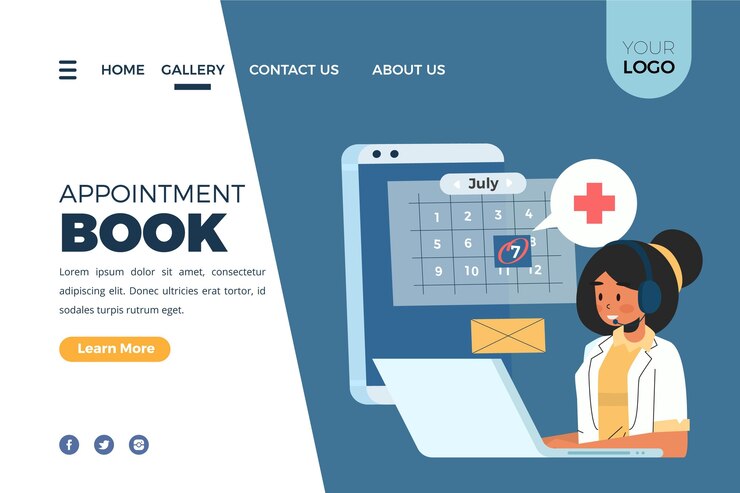 HOME GALLERY CONTACT US ABOUT US
YOUR
LOGO
APPOINTMENT
BOOK
Lorem ipsum dolor sit amet, consectetur
adipiscing elit. Donec ultricies erat tortor, id
sodales turpis rutrum eget.
Learn More
July
1 2 3 4
5 6 7 8
9 10 11 12